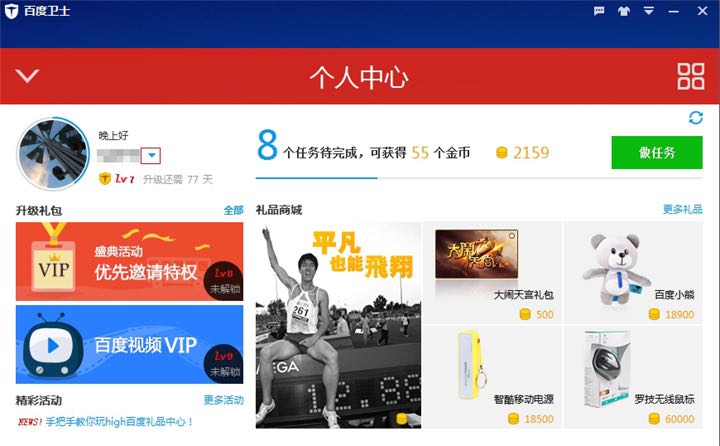 百度卫士
个人中心
晚上好
Lv 7 升级还需 77 天
8 个任务待完成，可获得 55 个金币
2159
做任务
升级礼包 全部
盛典活动
优先邀请特权
VIP
Lv8
未解锁
百度视频 VIP
Lv9
未解锁
精彩活动 更多活动
NEWS! 手把手教你玩high百度礼品中心！
礼品商城 更多礼品
平凡
也能飛翔
261
12.88
大闹天宫
大闹天宫礼包
500
百度小熊
18900
智酷移动电源
18500
罗技无线鼠标
60000